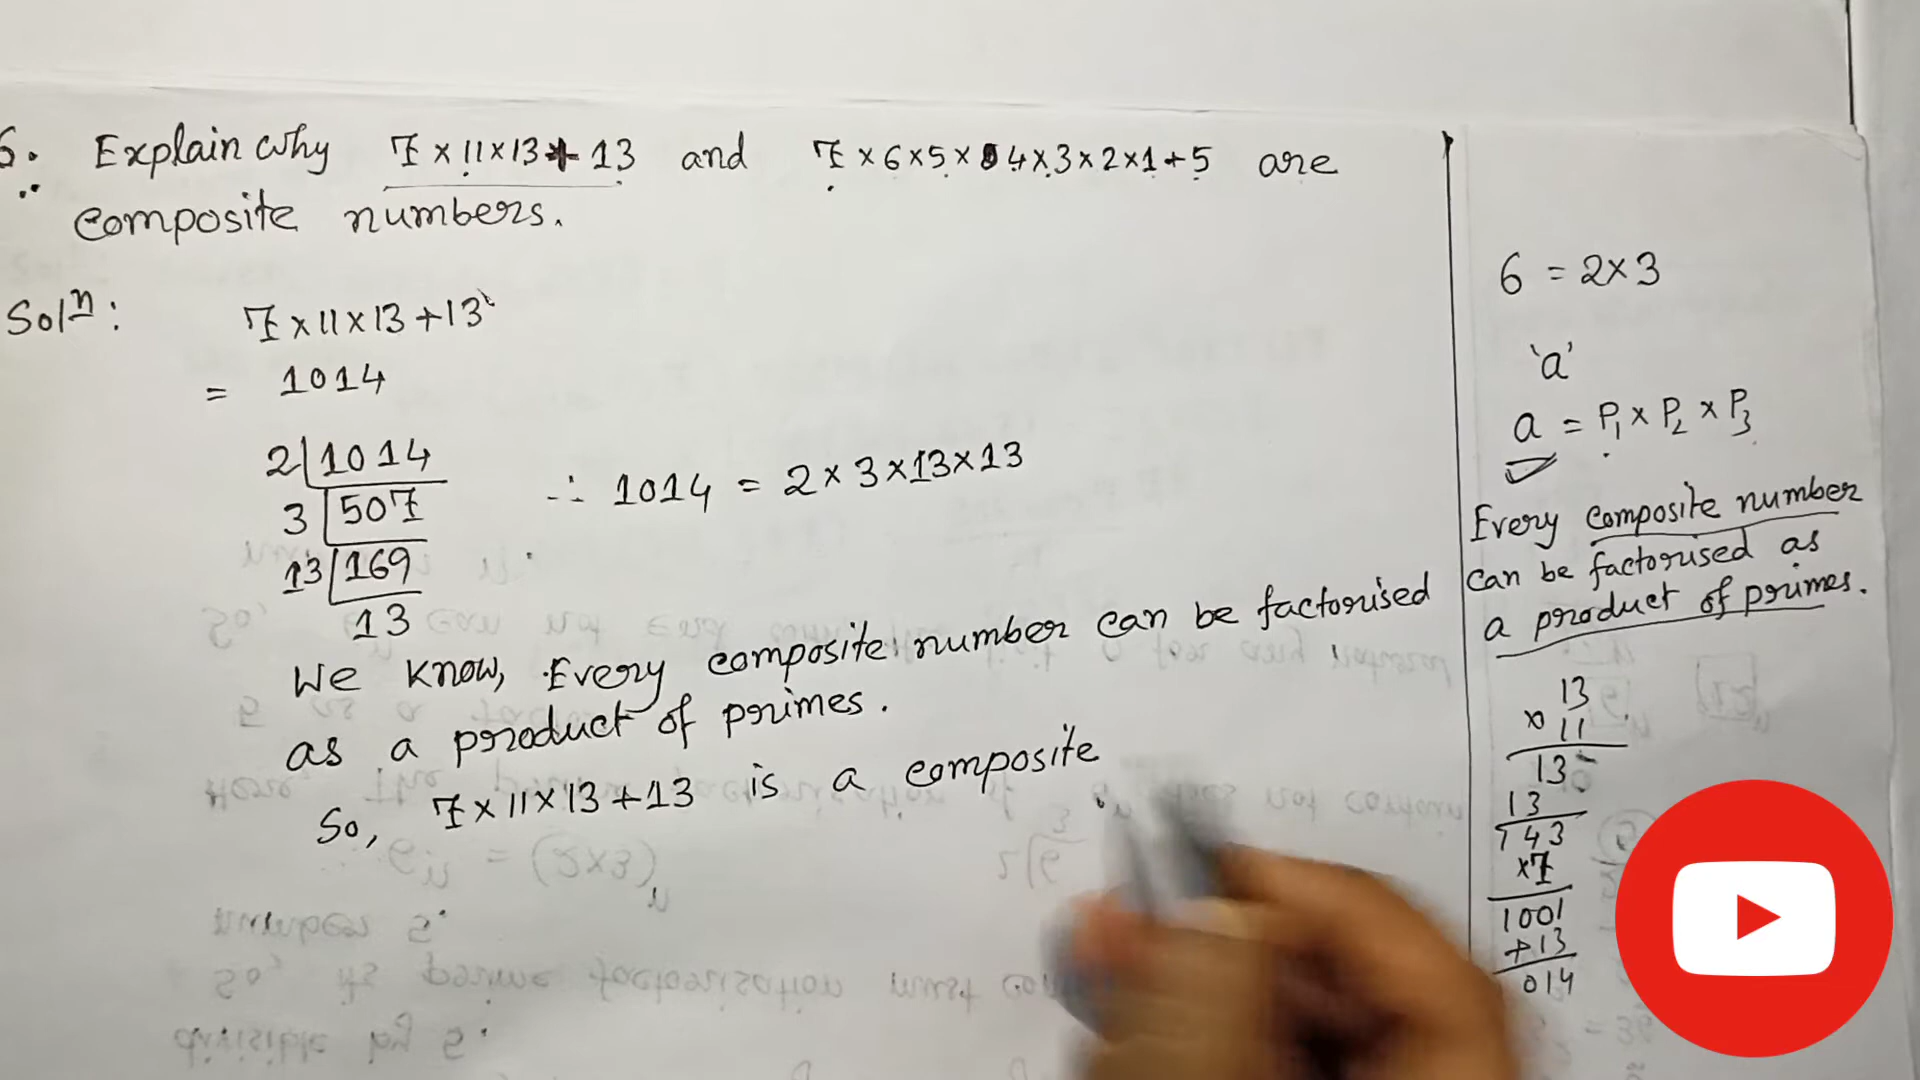 6. Explain why 7×11×13+13 and 7×6×5×4×3×2×1+5 are
composite numbers.
Solⁿ: 7×11×13+13
= 1014
2|1014
3|507
13|169
13
∴ 1014 = 2×3×13×13
We know, Every composite number can be factorised
as a product of primes.
So, 7×11×13+13 is a composite
6 = 2×3
'a'
a = P₁×P₂×P₃
Every composite number
can be factorised as
a product of primes.
13
×11
13
13
143
×7
1001
+13
014